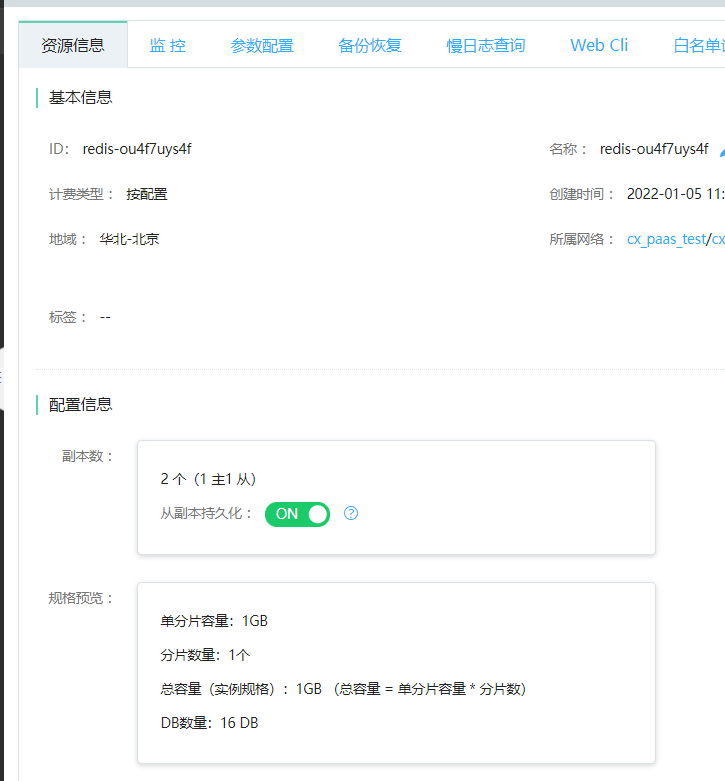 资源信息 监 控 参数配置 备份恢复 慢日志查询 Web Cli 白名单
基本信息
ID： redis-ou4f7uys4f 名称： redis-ou4f7uys4f
计费类型： 按配置 创建时间： 2022-01-05 11:
地域： 华北-北京 所属网络： cx_paas_test/cx
标签： --
配置信息
副本数：
2 个（1 主1 从）
从副本持久化： ON ?
规格预览：
单分片容量：1GB
分片数量：1个
总容量（实例规格）：1GB （总容量 = 单分片容量 * 分片数）
DB数量：16 DB